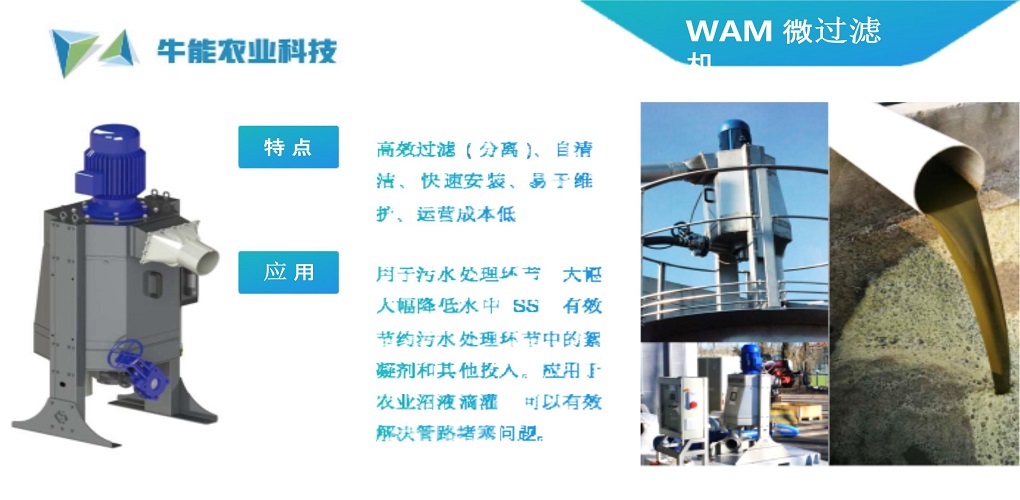 牛能农业科技
WAM 微过滤
机
特点
高效过滤(分离)、自清
洁、快速安装、易于维
护、运营成本低
应用
用于污水处理环节 大幅
大幅降低水中 SS 有效
节约污水处理环节中的絮
凝剂和其他投入。应用于
农业沼液滴灌 可以有效
解决管路堵塞问题。